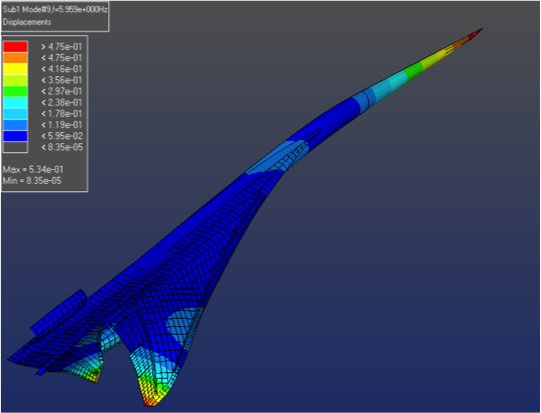 Sub1 Mode#9,f=5.959e+000Hz
Displacements
> 4.75e-01
< 4.75e-01
< 4.16e-01
< 3.56e-01
< 2.97e-01
< 2.38e-01
< 1.78e-01
< 1.19e-01
< 5.95e-02
< 8.35e-05
Max = 5.34e-01
Min = 8.35e-05